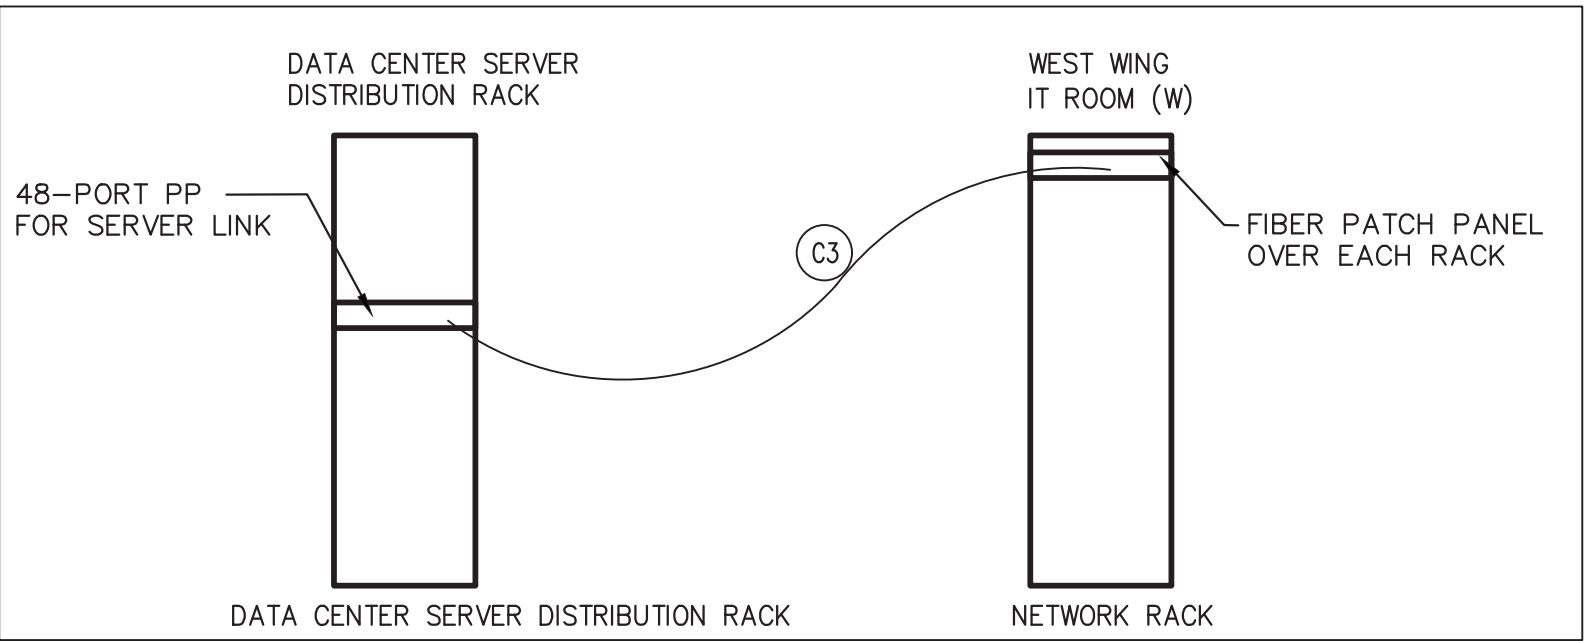 DATA CENTER SERVER
DISTRIBUTION RACK
WEST WING
IT ROOM (W)
48-PORT PP
FOR SERVER LINK
C3
FIBER PATCH PANEL
OVER EACH RACK
DATA CENTER SERVER DISTRIBUTION RACK
NETWORK RACK